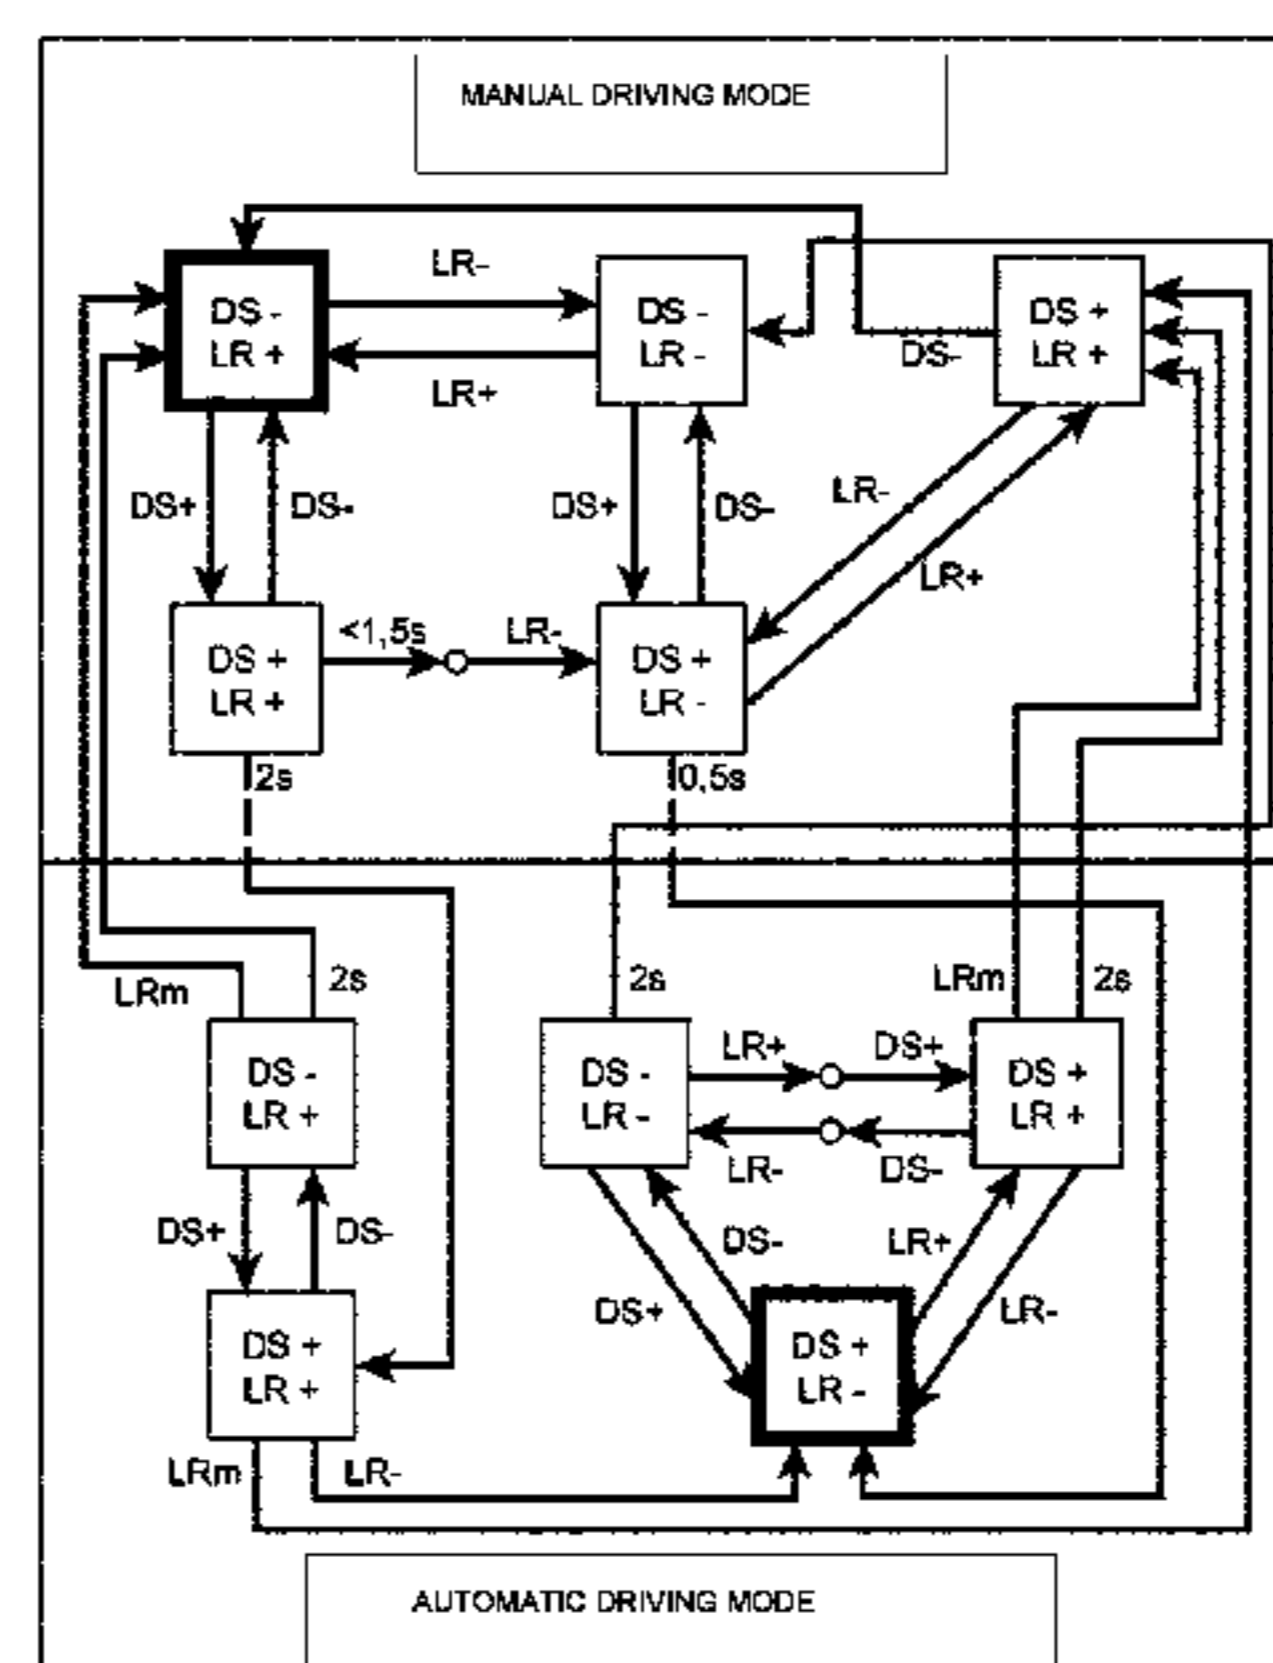 MANUAL DRIVING MODE
LR-
DS -
LR +
DS -
LR -
DS +
LR +
DS-
LR+
LR-
DS+
DS-
DS+
DS-
LR+
<1,5s
LR-
DS +
LR +
DS +
LR -
2s
0,5s
LRm
2s
2s
LRm
2s
DS -
LR +
DS -
LR -
LR+
DS+
DS +
LR +
LR-
DS-
DS+
DS-
DS-
LR+
DS+
LR-
DS +
LR +
DS +
LR -
LRm
LR-
AUTOMATIC DRIVING MODE